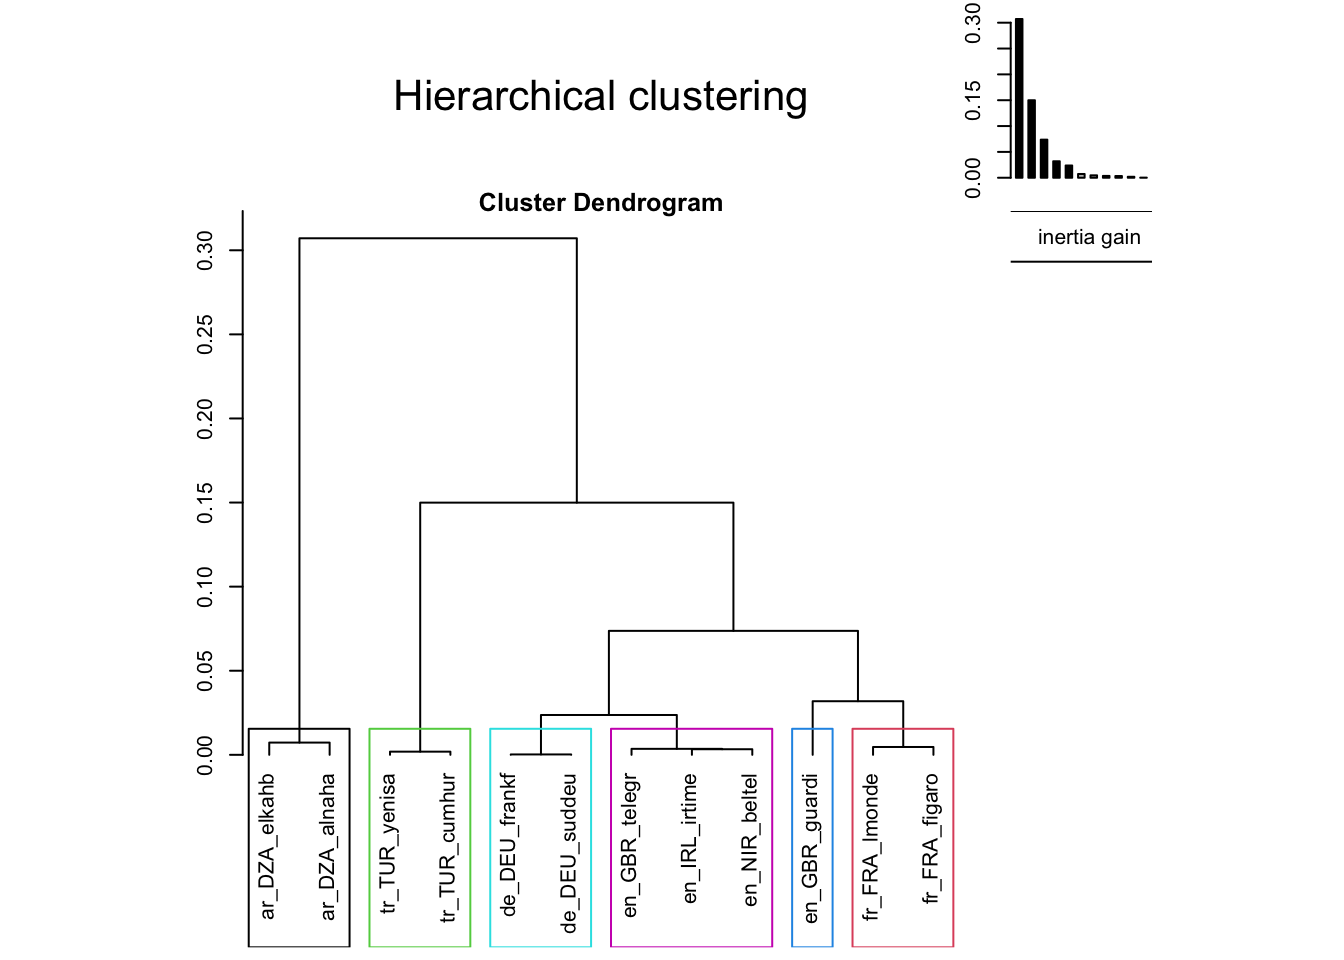 Hierarchical clustering
0.30
0.15
0.00
inertia gain
Cluster Dendrogram
0.30
0.25
0.20
0.15
0.10
0.05
0.00
ar_DZA_elkahb
ar_DZA_alnaha
tr_TUR_yenisa
tr_TUR_cumhur
de_DEU_frankf
de_DEU_suddeu
en_GBR_telegr
en_IRL_irtime
en_NIR_beltel
en_GBR_guardi
fr_FRA_lmonde
fr_FRA_figaro